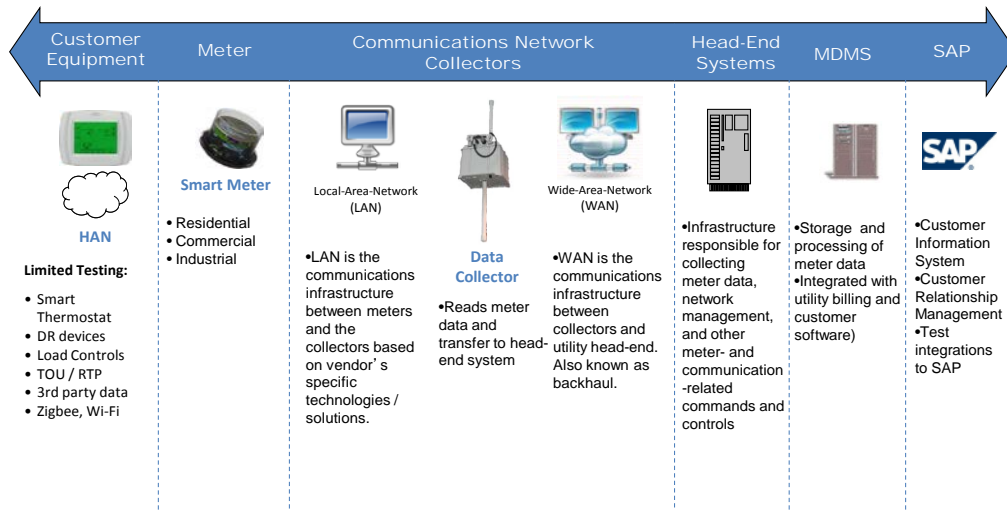 Customer
Equipment
Meter
Communications Network
Collectors
Head-End
Systems
MDMS
SAP
HAN
Limited Testing:
• Smart
Thermostat
• DR devices
• Load Controls
• TOU / RTP
• 3rd party data
• Zigbee, Wi-Fi
Smart Meter
• Residential
• Commercial
• Industrial
Local-Area-Network
(LAN)
•LAN is the
communications
infrastructure
between meters
and the
collectors based
on vendor's
specific
technologies /
solutions.
Data
Collector
•Reads meter
data and
transfer to head-
end system
Wide-Area-Network
(WAN)
•WAN is the
communications
infrastructure
between
collectors and
utility head-end.
Also known as
backhaul.
•Infrastructure
responsible for
collecting
meter data,
network
management,
and other
meter- and
communication
-related
commands and
controls
•Storage and
processing of
meter data
•Integrated with
utility billing and
customer
software)
SAP
•Customer
Information
System
•Customer
Relationship
Management
•Test
integrations
to SAP